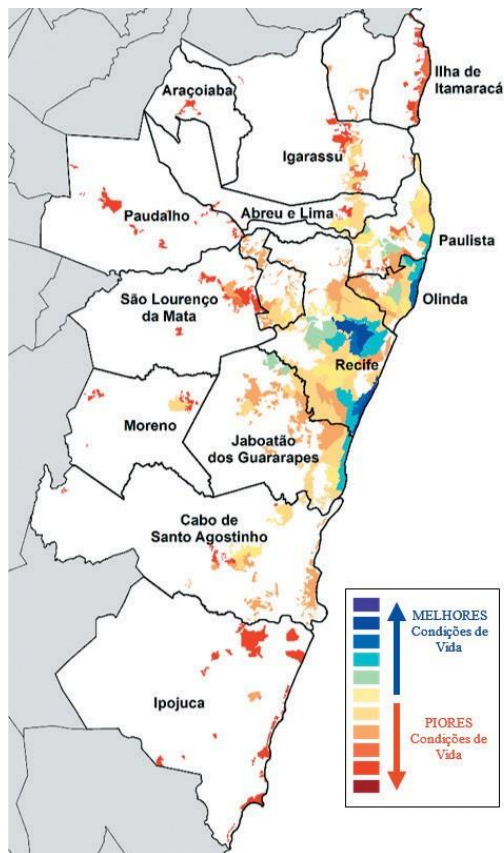 Ilha de
Itamaracá
Araçoiaba
Igarassu
Abreu e Lima
Paudalho
Paulista
Olinda
São Lourenço
da Mata
Recife
Moreno
Jaboatão
dos Guararapes
Cabo de
Santo Agostinho
Ipojuca
MELHORES
Condições de
Vida
PIORES
Condições de
Vida